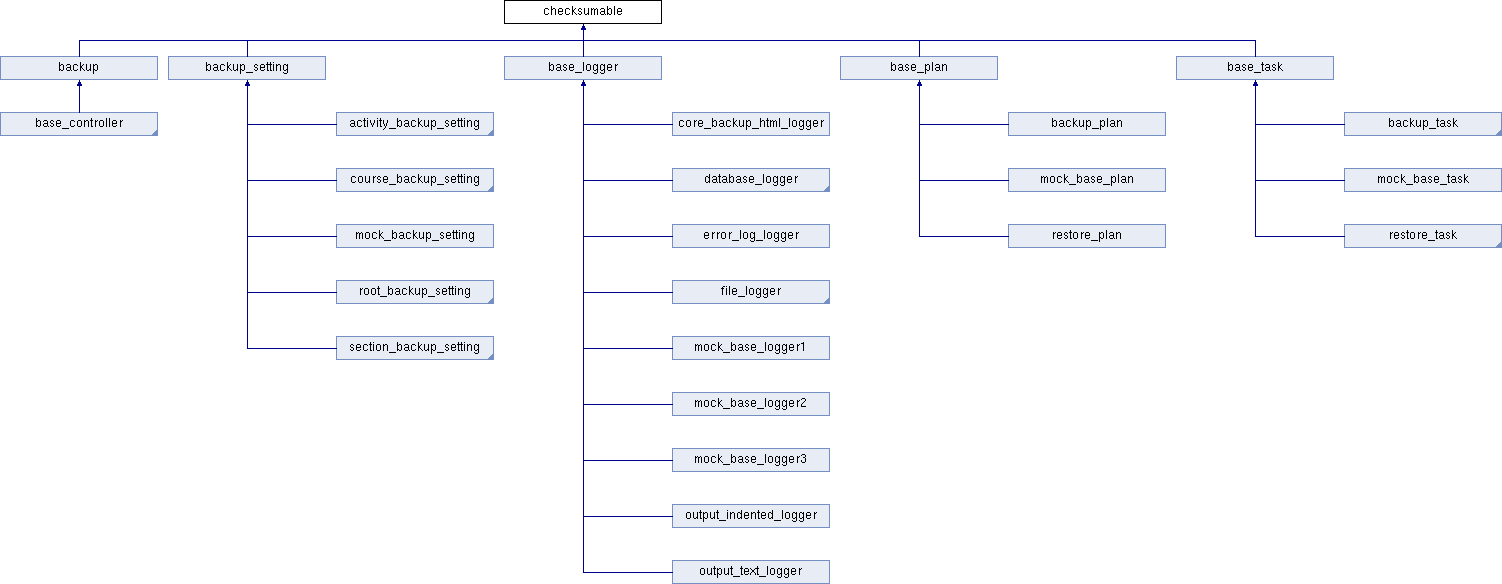 checksumable
backup
backup_setting
base_logger
base_plan
base_task
base_controller
activity_backup_setting
core_backup_html_logger
backup_plan
backup_task
course_backup_setting
database_logger
mock_base_plan
mock_base_task
mock_backup_setting
error_log_logger
restore_plan
restore_task
root_backup_setting
file_logger
section_backup_setting
mock_base_logger1
mock_base_logger2
mock_base_logger3
output_indented_logger
output_text_logger